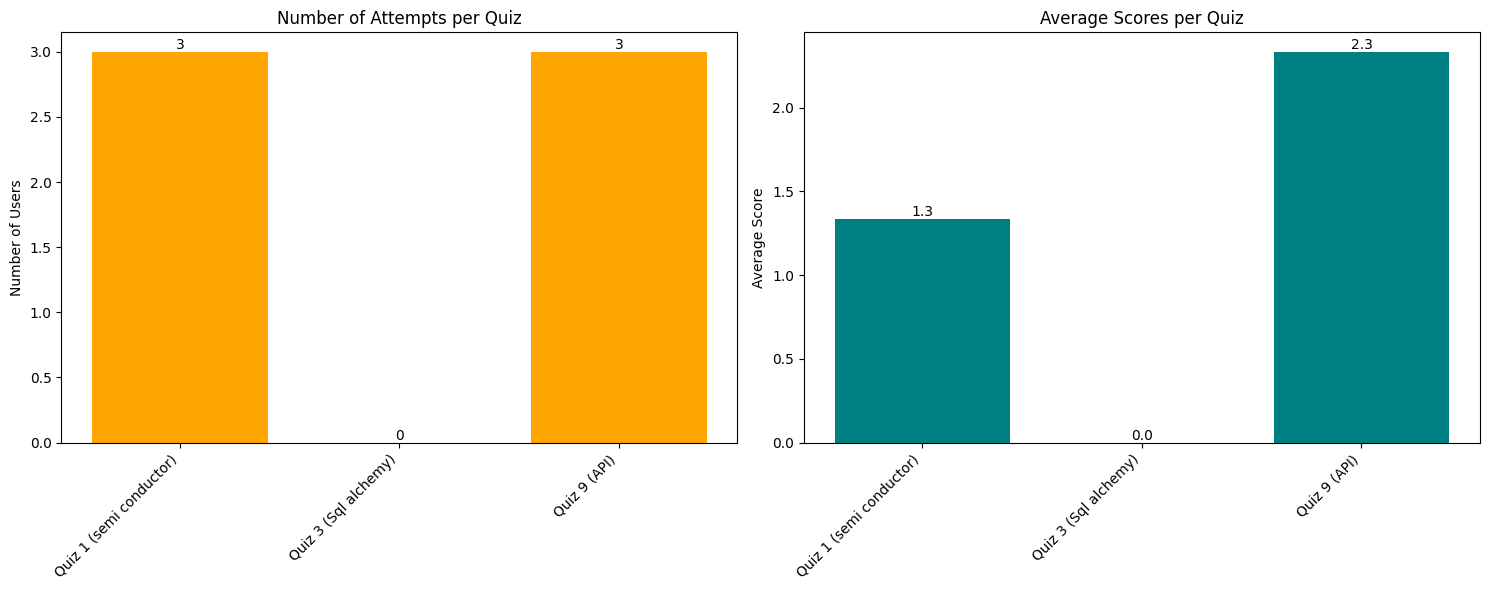 Number of Attempts per Quiz
3.0
2.5
2.0
1.5
1.0
0.5
0.0
Number of Users
3
0
3
Quiz 1 (semi conductor)
Quiz 3 (Sql alchemy)
Quiz 9 (API)
Average Scores per Quiz
2.0
1.5
1.0
0.5
0.0
Average Score
1.3
0.0
2.3
Quiz 1 (semi conductor)
Quiz 3 (Sql alchemy)
Quiz 9 (API)